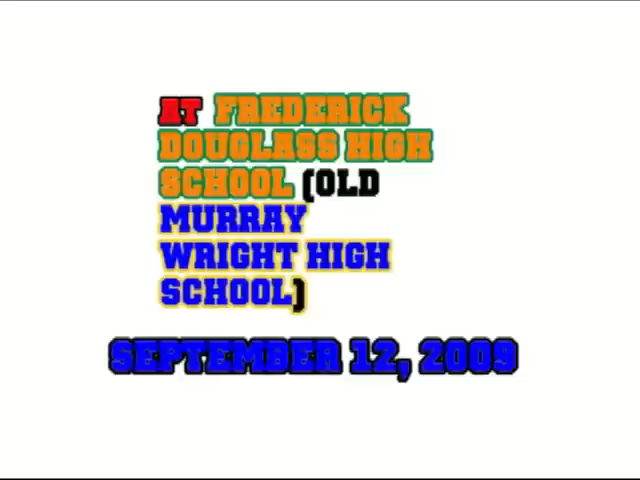 AT FREDERICK
DOUGLASS HIGH
SCHOOL (OLD
MURRAY
WRIGHT HIGH
SCHOOL)
SEPTEMBER 12, 2009